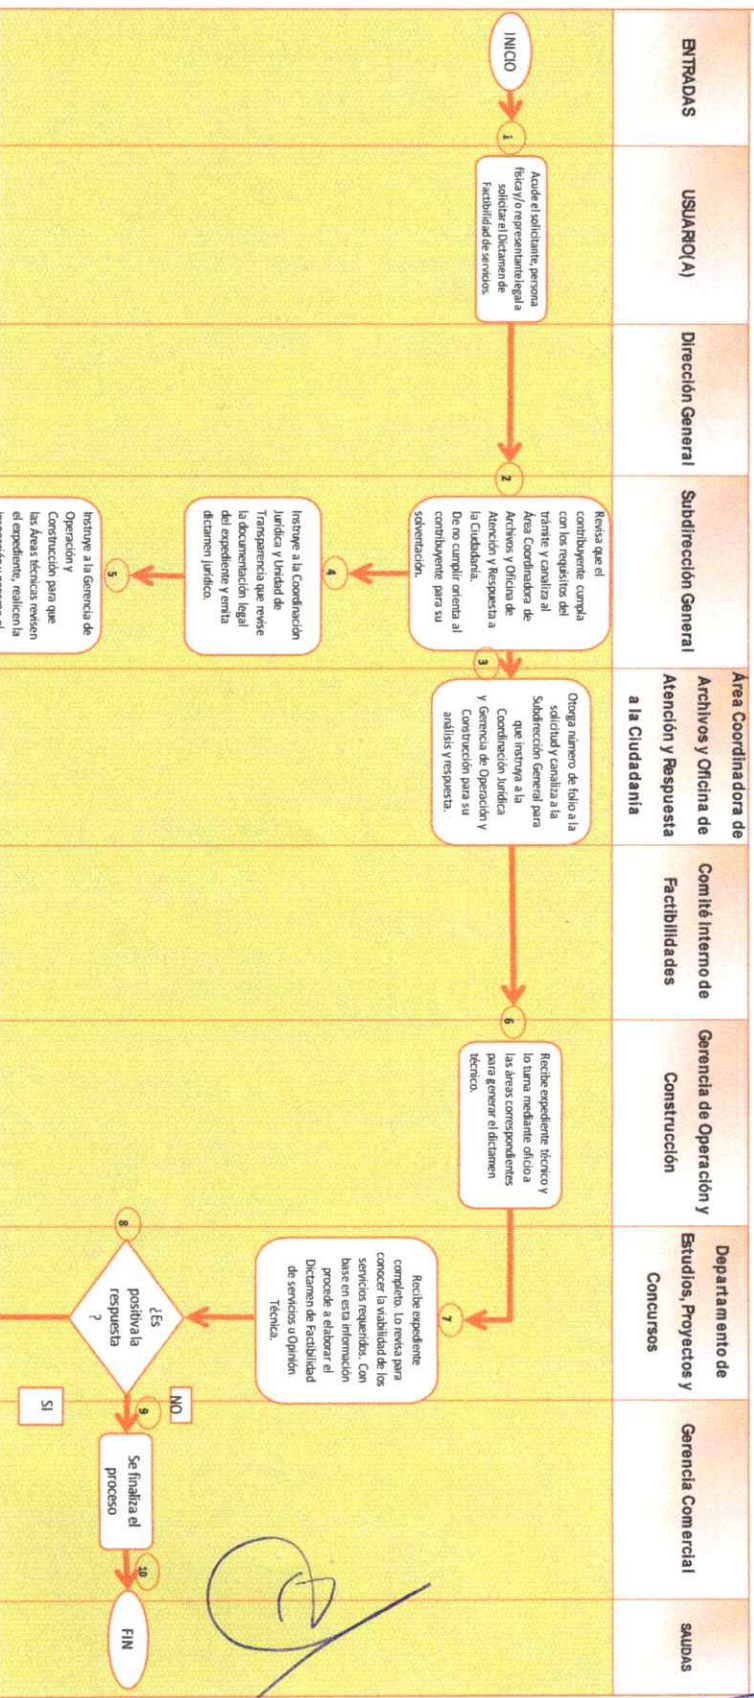 ENTRADAS
USUARIO(A)
Dirección General
Subdirección General
Área Coordinadora de
Archivos y Oficina de
Atención y Respuesta
a la Ciudadanía
Comité Interno de
Factibilidades
Gerencia de Operación y
Construcción
Departamento de
Estudios, Proyectos y
Concursos
Gerencia Comercial
SALIDAS
INICIO
1
Acude el solicitante, persona
física y/o representante legal a
solicitar el Dictamen de
Factibilidad de servicios.
2
Revisa que el
contribuyente cumpla
con los requisitos del
trámite y canaliza al
Área Coordinadora de
Archivos y Oficina de
Atención y Respuesta a
la Ciudadanía.
De no cumplir orienta al
contribuyente para su
solventación.
3
Otorga número de folio a la
solicitud y canaliza a la
Subdirección General para
que instruya a la
Coordinación Jurídica
y Gerencia de Operación y
Construcción para su
análisis y respuesta.
4
Instruye a la Coordinación
Jurídica y Unidad de
Transparencia que revise
la documentación legal
del expediente y emita
dictamen jurídico.
5
Instruye a la Gerencia de
Operación y
Construcción para que
las Áreas técnicas revisen
el expediente, realicen la
6
Recibe expediente técnico y
lo turna mediante oficio a
las áreas correspondientes
para generar el dictamen
técnico.
7
Recibe expediente
completo. Lo revisa para
conocer la viabilidad de los
servicios requeridos. Con
base en esta información
procede a elaborar el
Dictamen de Factibilidad
de servicios u Opinión
Técnica.
8
¿Es
positiva la
respuesta
?
NO
SI
9
Se finaliza el
proceso
10
FIN